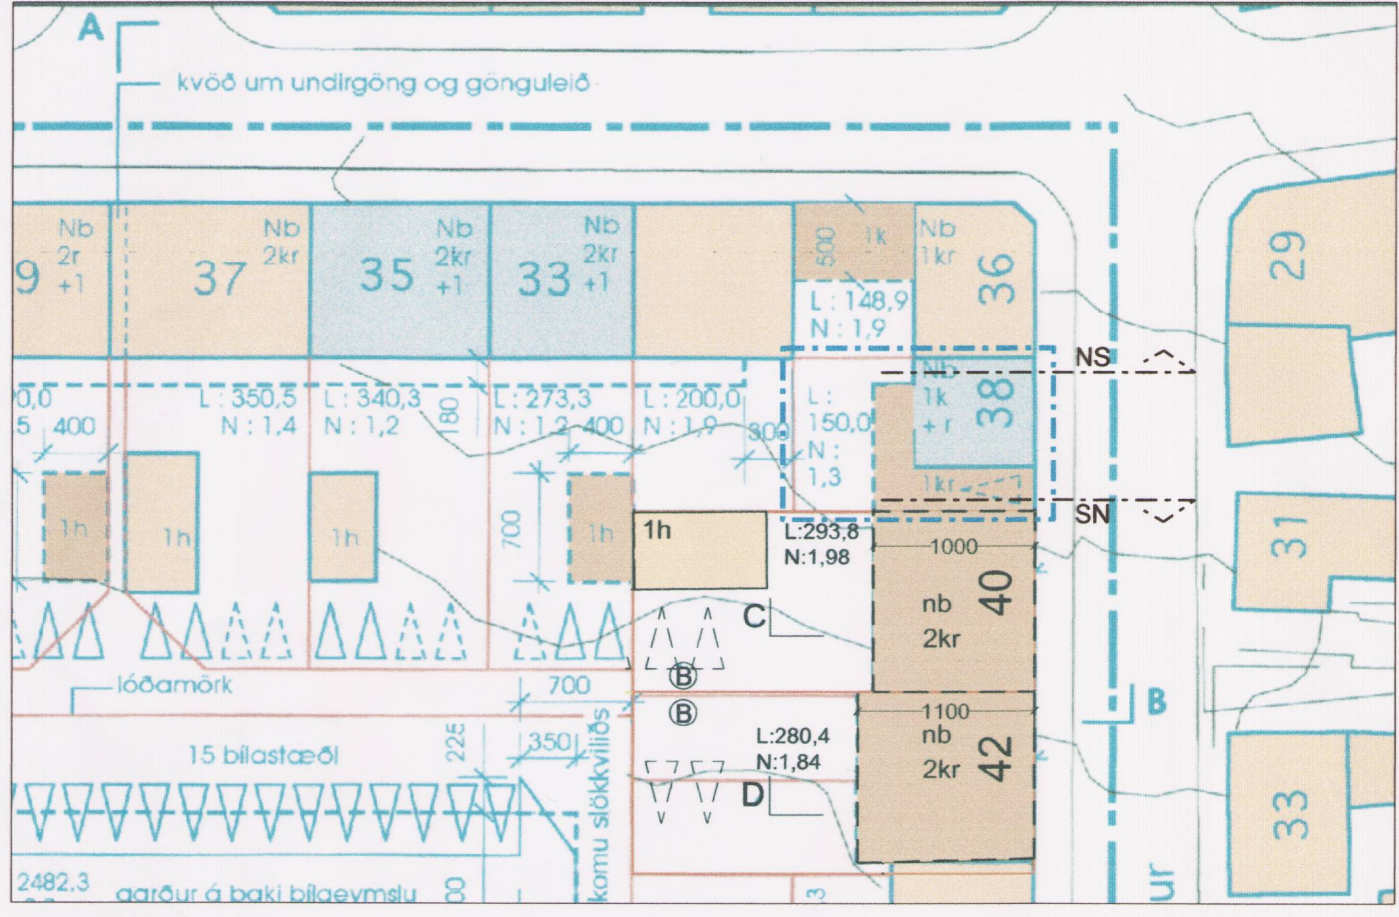 A
kvöð um undirgöng og gönguleið
Nb
2r
+1
9
Nb
2kr
37
Nb
2kr
+1
35
Nb
2kr
+1
33
500
1k
Nb
1kr
36
29
L : 148,9
N : 1,9
NS
Nb
1k
+ r
38
L :
150,0
N :
1,3
L : 350,5
N : 1,4
L : 340,3
N : 1,2
180
L : 273,3
N : 1,2
400
L : 200,0
N : 1,9
300
400
1kr
SN
1h
1h
1h
700
1h
1h
L:293,8
N:1,98
1000
nb
2kr
40
31
C
B
B
lóðamörk
700
B
1100
nb
2kr
42
L:280,4
N:1,84
D
15 bílastæði
225
350
komu slökkviliðs
33
2482,3
garður á baki bílgeymslu
ur